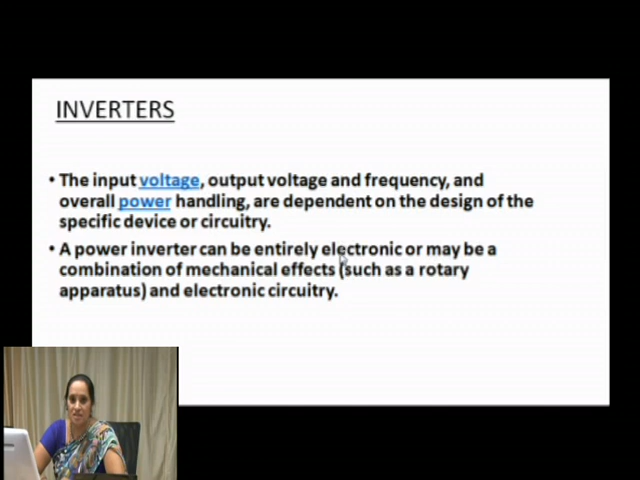 INVERTERS
• The input voltage, output voltage and frequency, and
overall power handling, are dependent on the design of the
specific device or circuitry.
• A power inverter can be entirely electronic or may be a
combination of mechanical effects (such as a rotary
apparatus) and electronic circuitry.